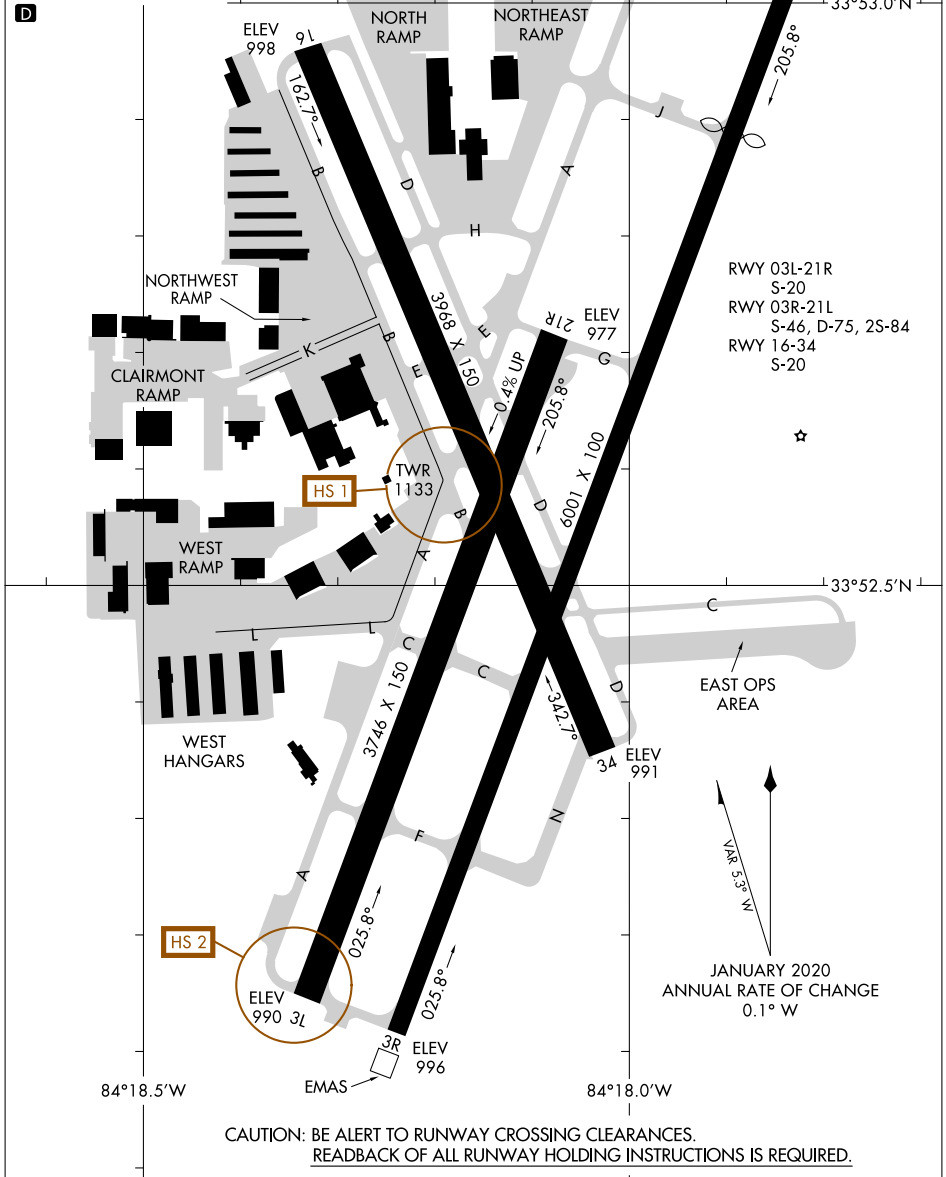 D
33°53.0'N
NORTH
RAMP
NORTHEAST
RAMP
ELEV
998
16
205.8°
162.7°
J
B
D
A
H
RWY 03L-21R
S-20
RWY 03R-21L
S-46, D-75, 2S-84
RWY 16-34
S-20
NORTHWEST
RAMP
3968 X 150
21R
ELEV
977
E
B
K
G
E
0.4% UP
205.8°
CLAIRMONT
RAMP
6001 X 100
TWR
1133
HS 1
D
B
A
WEST
RAMP
33°52.5'N
C
L
L
C
C
EAST OPS
AREA
D
342.7°
3746 X 150
WEST
HANGARS
34
ELEV
991
F
N
A
VAR 5.3° W
025.8°
HS 2
025.8°
JANUARY 2020
ANNUAL RATE OF CHANGE
0.1° W
ELEV
990
3L
3R
ELEV
996
EMAS
84°18.5'W
84°18.0'W
CAUTION: BE ALERT TO RUNWAY CROSSING CLEARANCES.
READBACK OF ALL RUNWAY HOLDING INSTRUCTIONS IS REQUIRED.